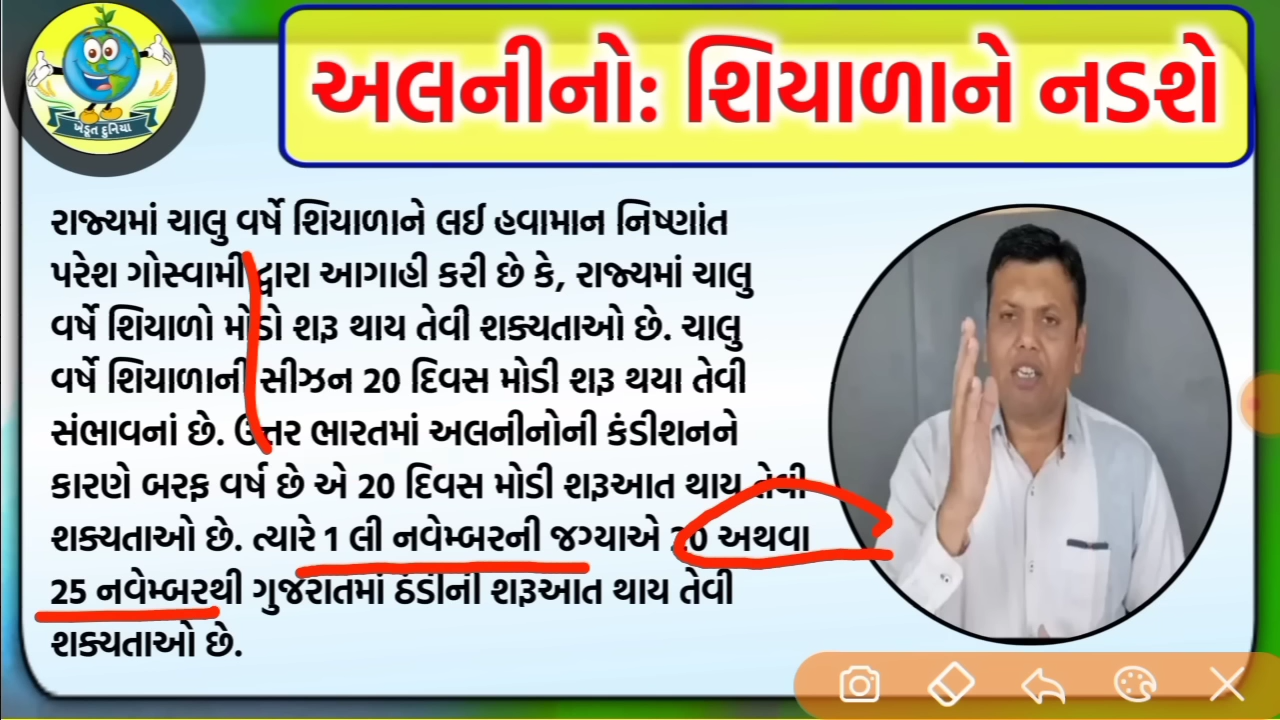 ખેડૂત દુનિયા
અલનીનો: શિયાળાને નડશે
રાજ્યમાં ચાલુ વર્ષે શિયાળાને લઈ હવામાન નિષ્ણાંત
પરેશ ગોસ્વામી દ્વારા આગાહી કરી છે કે, રાજ્યમાં ચાલુ
વર્ષે શિયાળો મોડો શરૂ થાય તેવી શક્યતાઓ છે. ચાલુ
વર્ષે શિયાળાની સીઝન 20 દિવસ મોડી શરૂ થયા તેવી
સંભાવનાં છે. ઉત્તર ભારતમાં અલનીનોની કંડીશનને
કારણે બરફ વર્ષ છે એ 20 દિવસ મોડી શરૂઆત થાય તેવી
શક્યતાઓ છે. ત્યારે 1 લી નવેમ્બરની જગ્યાએ 20 અથવા
25 નવેમ્બરથી ગુજરાતમાં ઠંડીની શરૂઆત થાય તેવી
શક્યતાઓ છે.